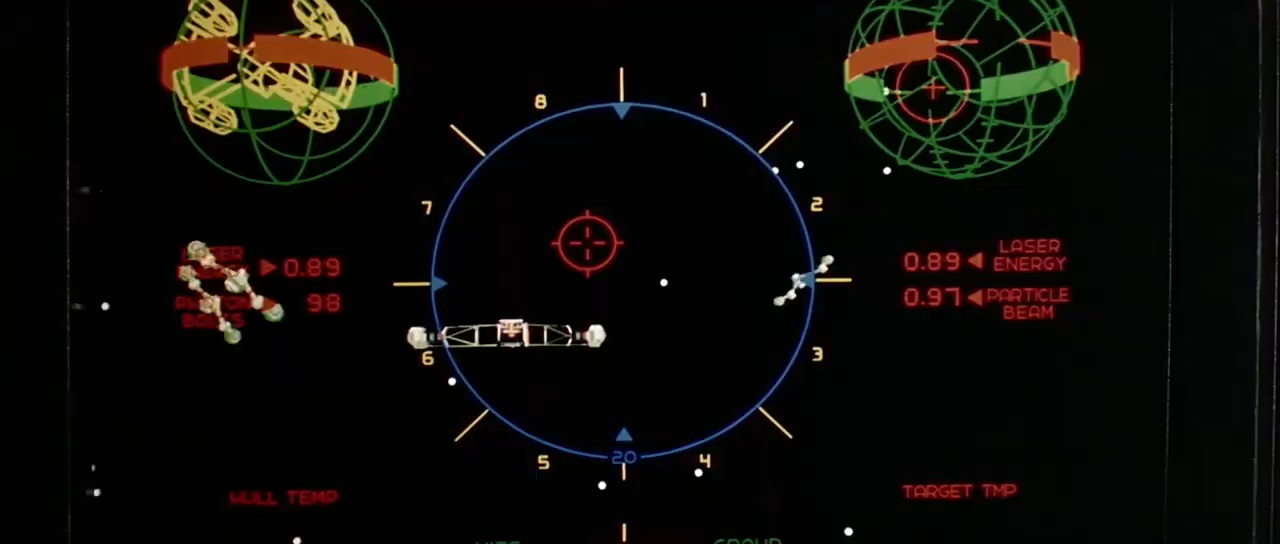 8 1
7 2
LASER
0.89
0.89 LASER
ENERGY
98
0.97 PARTICLE
BEAM
6 3
5 20 4
HULL TEMP
TARGET TMP